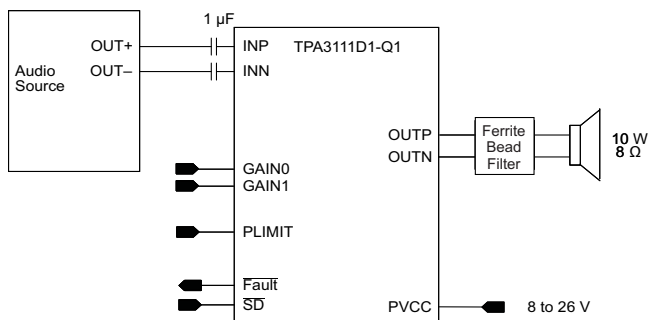 1 µF
OUT+
INP
TPA3111D1-Q1
Audio
Source
OUT–
INN
OUTP
OUTN
Ferrite
Bead
Filter
10 W
8 Ω
GAIN0
GAIN1
PLIMIT
Fault
SD
PVCC
8 to 26 V